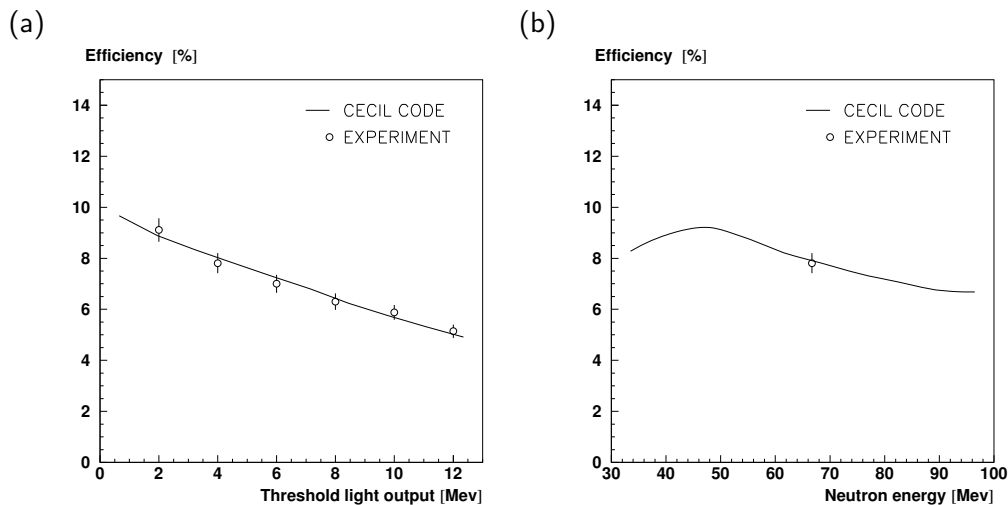 (a)
Efficiency [%]
14
12
10
8
6
4
2
0
CECIL CODE
EXPERIMENT
0 2 4 6 8 10 12
Threshold light output [Mev]
(b)
Efficiency [%]
14
12
10
8
6
4
2
0
CECIL CODE
EXPERIMENT
30 40 50 60 70 80 90 100
Neutron energy [Mev]